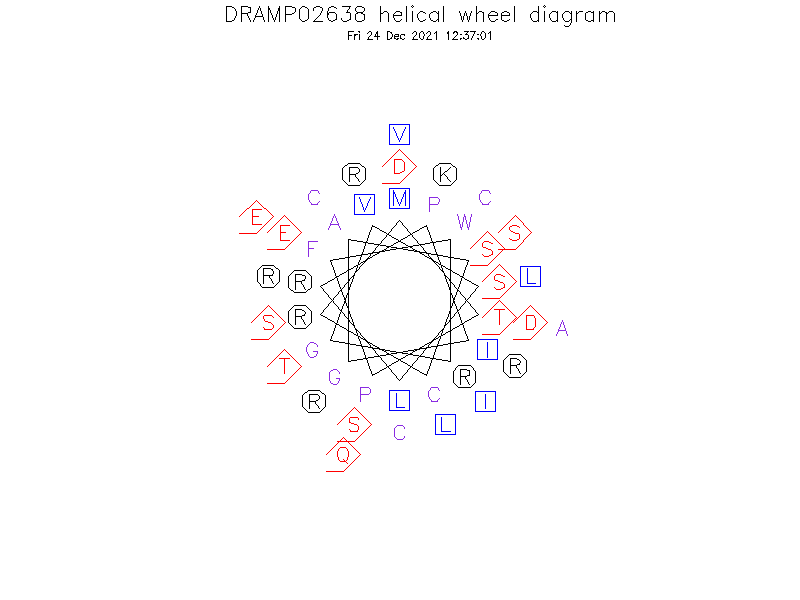 DRAMP02638 helical wheel diagram
Fri 24 Dec 2021 12:37:01
V
D
R K
C V M P C
E E A W S S
F
R R S L
S R T D A
T G I R
G R
R P L C I
S C L
Q